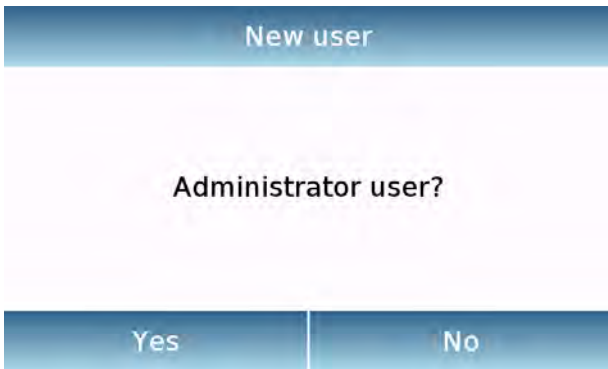 New user
Administrator user?
Yes
No